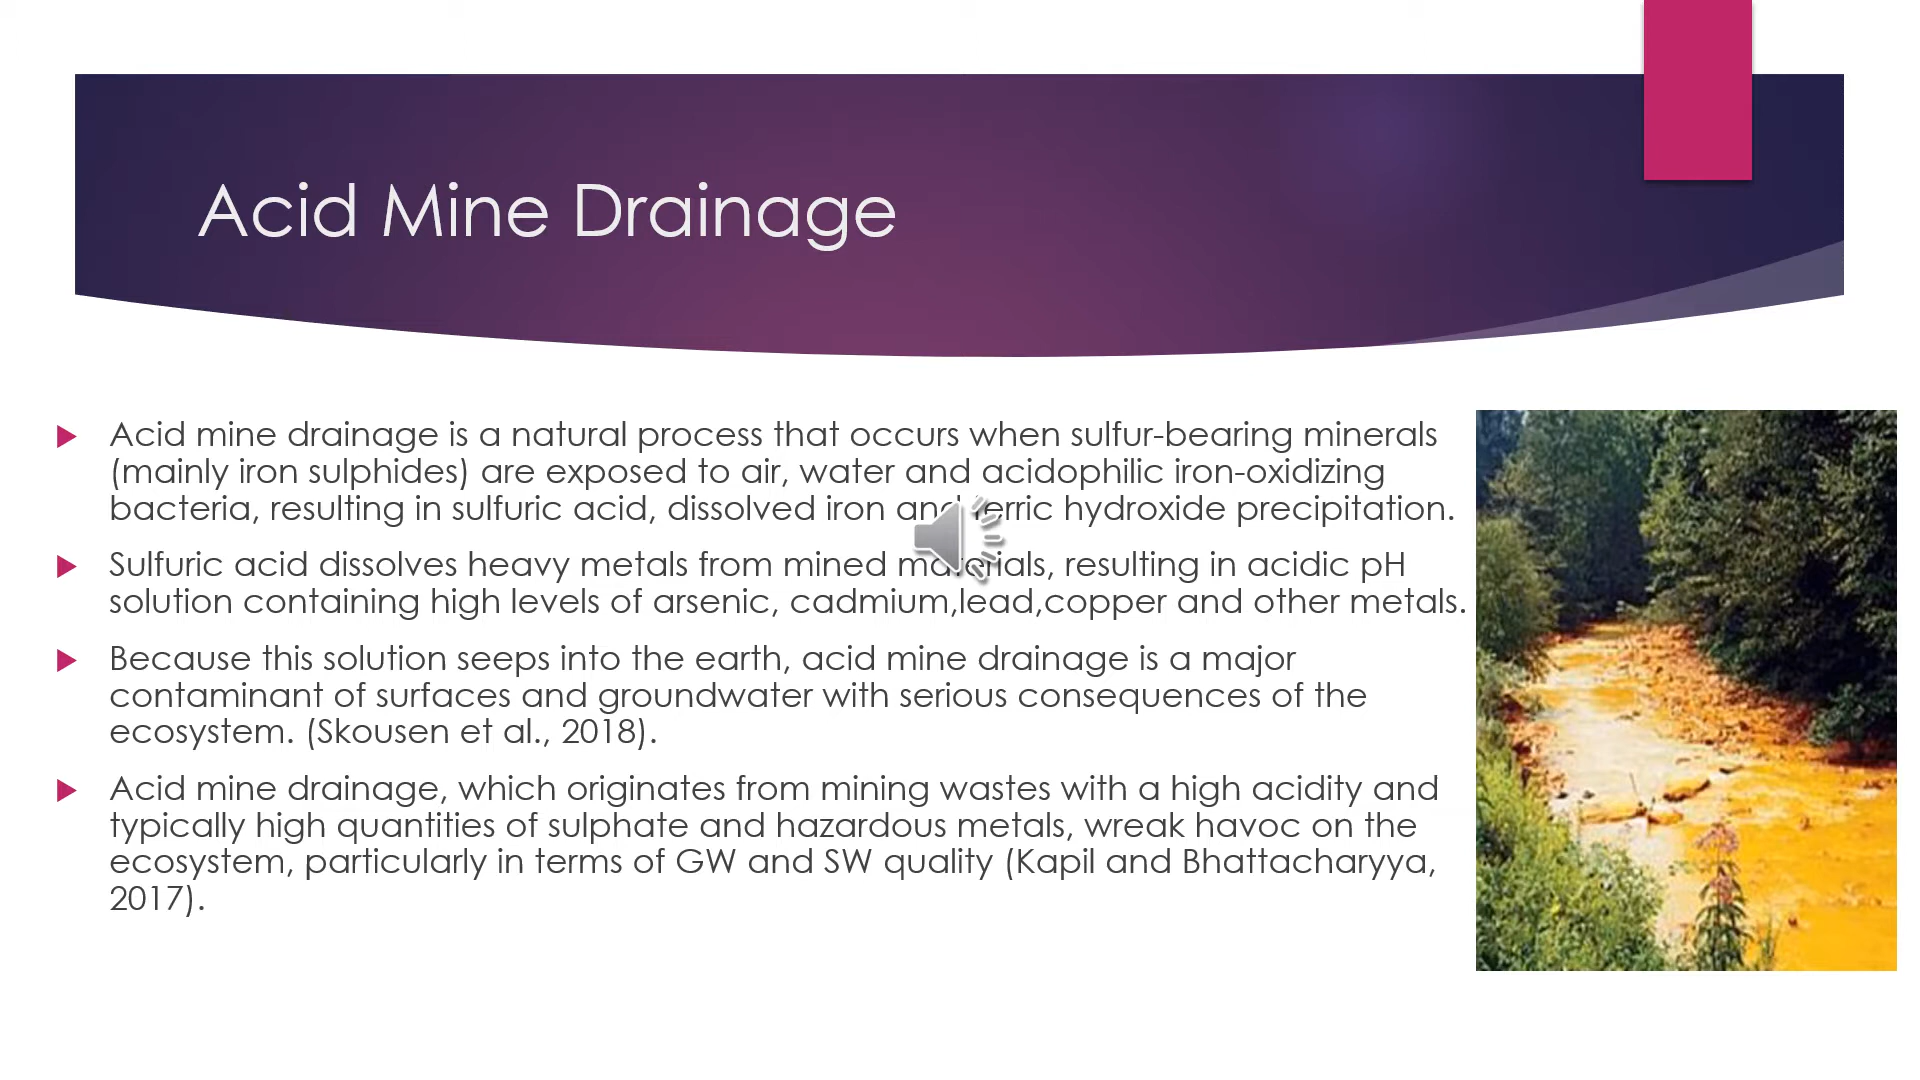 Acid Mine Drainage
Acid mine drainage is a natural process that occurs when sulfur-bearing minerals
(mainly iron sulphides) are exposed to air, water and acidophilic iron-oxidizing
bacteria, resulting in sulfuric acid, dissolved iron and ferric hydroxide precipitation.
Sulfuric acid dissolves heavy metals from mined materials, resulting in acidic pH
solution containing high levels of arsenic, cadmium,lead,copper and other metals.
Because this solution seeps into the earth, acid mine drainage is a major
contaminant of surfaces and groundwater with serious consequences of the
ecosystem. (Skousen et al., 2018).
Acid mine drainage, which originates from mining wastes with a high acidity and
typically high quantities of sulphate and hazardous metals, wreak havoc on the
ecosystem, particularly in terms of GW and SW quality (Kapil and Bhattacharyya,
2017).